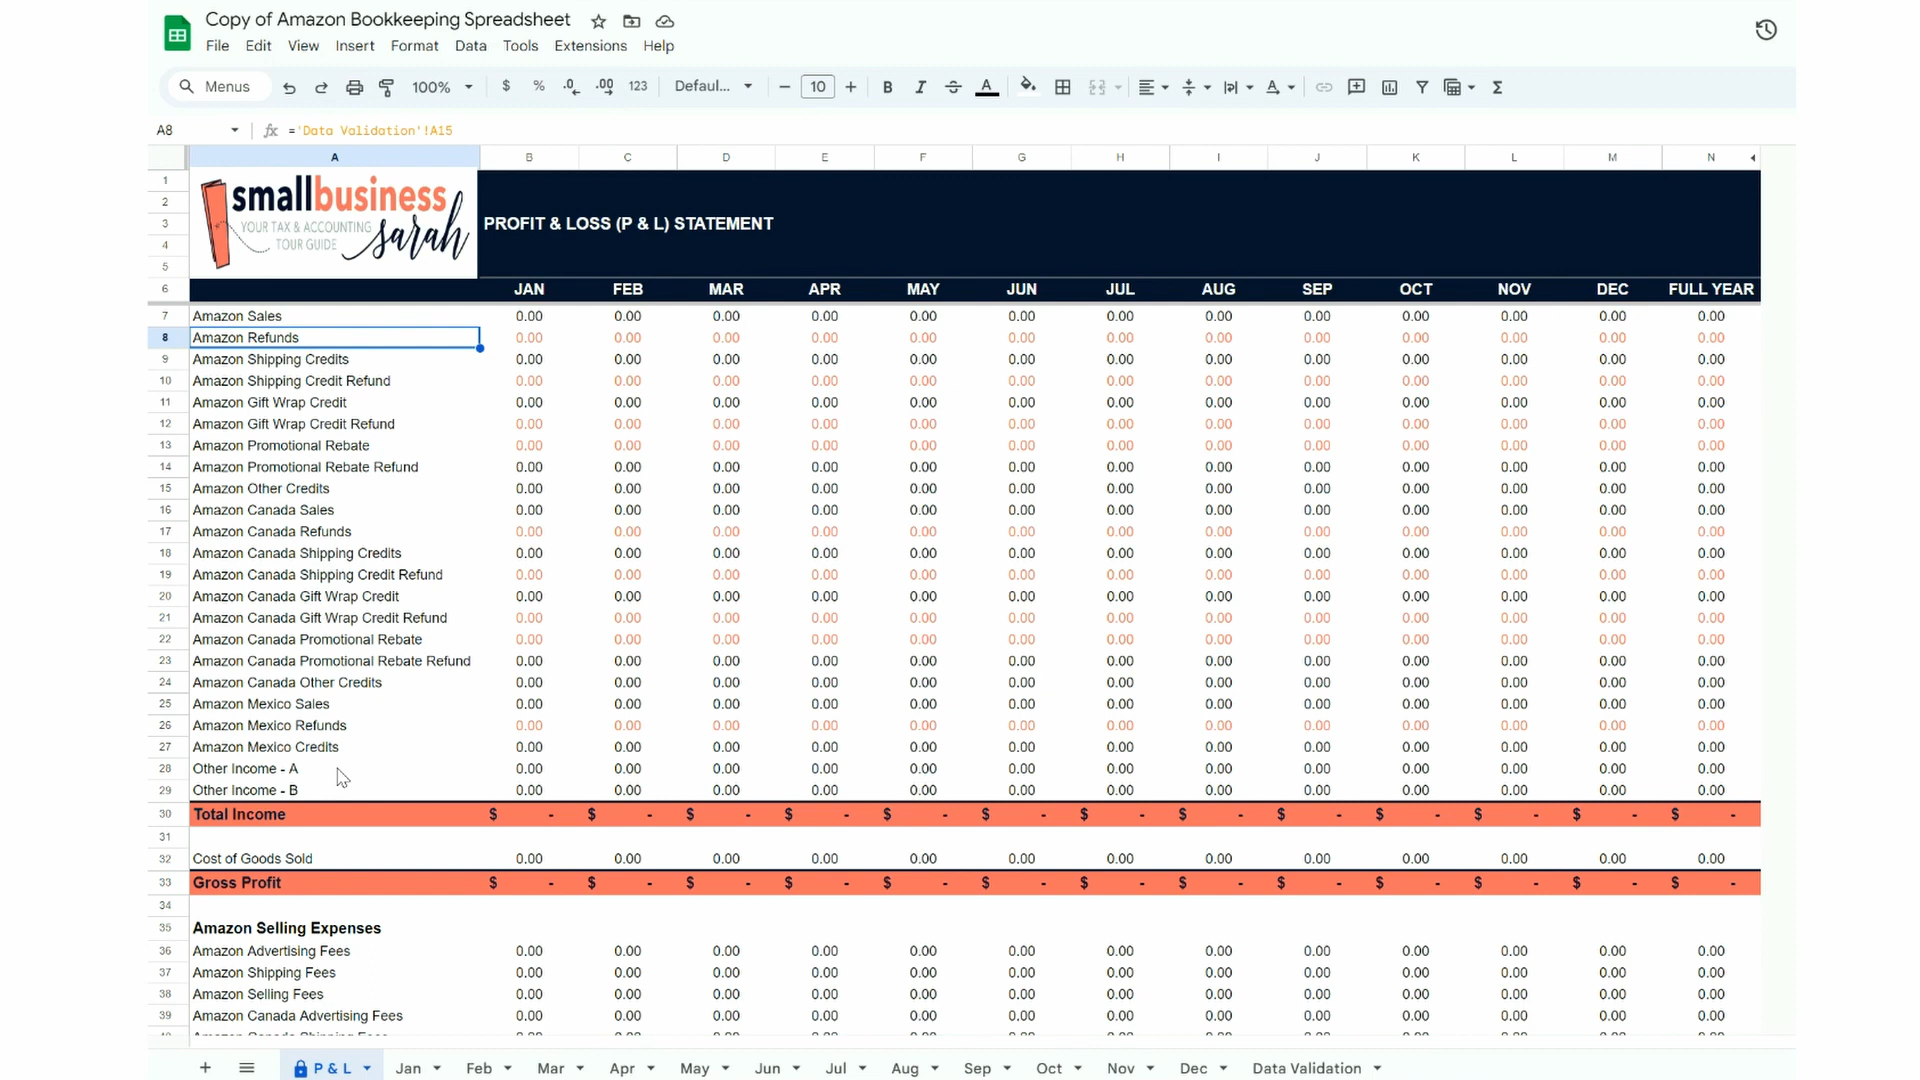 Copy of Amazon Bookkeeping Spreadsheet
File Edit View Insert Format Data Tools Extensions Help
Menus 100% $ % .0 .00 123 Defaul... 10 B I A
A8 fx ='Data Validation'!A15
A B C D E F G H I J K L M N
1
2
3
4
5
smallbusiness
YOUR TAX & ACCOUNTING
TOUR GUIDE
sarah
PROFIT & LOSS (P & L) STATEMENT
6 JAN FEB MAR APR MAY JUN JUL AUG SEP OCT NOV DEC FULL YEAR
7 Amazon Sales 0.00 0.00 0.00 0.00 0.00 0.00 0.00 0.00 0.00 0.00 0.00 0.00 0.00
8 Amazon Refunds 0.00 0.00 0.00 0.00 0.00 0.00 0.00 0.00 0.00 0.00 0.00 0.00 0.00
9 Amazon Shipping Credits 0.00 0.00 0.00 0.00 0.00 0.00 0.00 0.00 0.00 0.00 0.00 0.00 0.00
10 Amazon Shipping Credit Refund 0.00 0.00 0.00 0.00 0.00 0.00 0.00 0.00 0.00 0.00 0.00 0.00 0.00
11 Amazon Gift Wrap Credit 0.00 0.00 0.00 0.00 0.00 0.00 0.00 0.00 0.00 0.00 0.00 0.00 0.00
12 Amazon Gift Wrap Credit Refund 0.00 0.00 0.00 0.00 0.00 0.00 0.00 0.00 0.00 0.00 0.00 0.00 0.00
13 Amazon Promotional Rebate 0.00 0.00 0.00 0.00 0.00 0.00 0.00 0.00 0.00 0.00 0.00 0.00 0.00
14 Amazon Promotional Rebate Refund 0.00 0.00 0.00 0.00 0.00 0.00 0.00 0.00 0.00 0.00 0.00 0.00 0.00
15 Amazon Other Credits 0.00 0.00 0.00 0.00 0.00 0.00 0.00 0.00 0.00 0.00 0.00 0.00 0.00
16 Amazon Canada Sales 0.00 0.00 0.00 0.00 0.00 0.00 0.00 0.00 0.00 0.00 0.00 0.00 0.00
17 Amazon Canada Refunds 0.00 0.00 0.00 0.00 0.00 0.00 0.00 0.00 0.00 0.00 0.00 0.00 0.00
18 Amazon Canada Shipping Credits 0.00 0.00 0.00 0.00 0.00 0.00 0.00 0.00 0.00 0.00 0.00 0.00 0.00
19 Amazon Canada Shipping Credit Refund 0.00 0.00 0.00 0.00 0.00 0.00 0.00 0.00 0.00 0.00 0.00 0.00 0.00
20 Amazon Canada Gift Wrap Credit 0.00 0.00 0.00 0.00 0.00 0.00 0.00 0.00 0.00 0.00 0.00 0.00 0.00
21 Amazon Canada Gift Wrap Credit Refund 0.00 0.00 0.00 0.00 0.00 0.00 0.00 0.00 0.00 0.00 0.00 0.00 0.00
22 Amazon Canada Promotional Rebate 0.00 0.00 0.00 0.00 0.00 0.00 0.00 0.00 0.00 0.00 0.00 0.00 0.00
23 Amazon Canada Promotional Rebate Refund 0.00 0.00 0.00 0.00 0.00 0.00 0.00 0.00 0.00 0.00 0.00 0.00 0.00
24 Amazon Canada Other Credits 0.00 0.00 0.00 0.00 0.00 0.00 0.00 0.00 0.00 0.00 0.00 0.00 0.00
25 Amazon Mexico Sales 0.00 0.00 0.00 0.00 0.00 0.00 0.00 0.00 0.00 0.00 0.00 0.00 0.00
26 Amazon Mexico Refunds 0.00 0.00 0.00 0.00 0.00 0.00 0.00 0.00 0.00 0.00 0.00 0.00 0.00
27 Amazon Mexico Credits 0.00 0.00 0.00 0.00 0.00 0.00 0.00 0.00 0.00 0.00 0.00 0.00 0.00
28 Other Income - A 0.00 0.00 0.00 0.00 0.00 0.00 0.00 0.00 0.00 0.00 0.00 0.00 0.00
29 Other Income - B 0.00 0.00 0.00 0.00 0.00 0.00 0.00 0.00 0.00 0.00 0.00 0.00 0.00
30 Total Income $ - $ - $ - $ - $ - $ - $ - $ - $ - $ - $ - $ - $ -
31
32 Cost of Goods Sold 0.00 0.00 0.00 0.00 0.00 0.00 0.00 0.00 0.00 0.00 0.00 0.00 0.00
33 Gross Profit $ - $ - $ - $ - $ - $ - $ - $ - $ - $ - $ - $ - $ -
34
35 Amazon Selling Expenses
36 Amazon Advertising Fees 0.00 0.00 0.00 0.00 0.00 0.00 0.00 0.00 0.00 0.00 0.00 0.00 0.00
37 Amazon Shipping Fees 0.00 0.00 0.00 0.00 0.00 0.00 0.00 0.00 0.00 0.00 0.00 0.00 0.00
38 Amazon Selling Fees 0.00 0.00 0.00 0.00 0.00 0.00 0.00 0.00 0.00 0.00 0.00 0.00 0.00
39 Amazon Canada Advertising Fees 0.00 0.00 0.00 0.00 0.00 0.00 0.00 0.00 0.00 0.00 0.00 0.00 0.00
P & L Jan Feb Mar Apr May Jun Jul Aug Sep Oct Nov Dec Data Validation